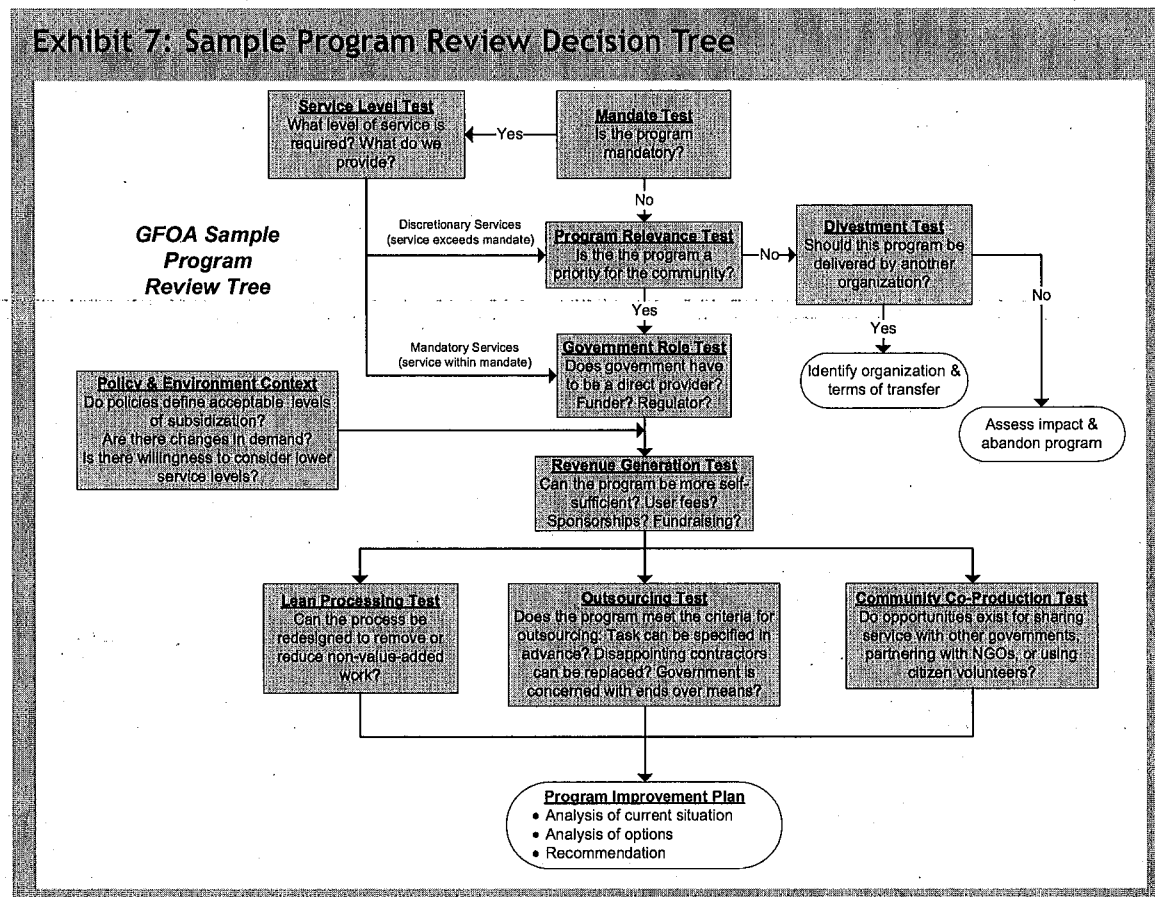 Exhibit 7: Sample Program Review Decision Tree
Service Level Test
What level of service is
required? What do we
provide?
Yes
Mandate Test
Is the program
mandatory?
No
GFOA Sample
Program
Review Tree
Discretionary Services
(service exceeds mandate)
Program Relevance Test
Is the the program a
priority for the community?
No
Divestment Test
Should this program be
delivered by another
organization?
No
Yes
Yes
Identify organization &
terms of transfer
Assess impact &
abandon program
Mandatory Services
(service within mandate)
Government Role Test
Does government have
to be a direct provider?
Funder? Regulator?
Policy & Environment Context
Do policies define acceptable levels
of subsidization?
Are there changes in demand?
Is there willingness to consider lower
service levels?
Revenue Generation Test
Can the program be more self-
sufficient? User fees?
Sponsorships? Fundraising?
Lean Processing Test
Can the process be
redesigned to remove or
reduce non-value-added
work?
Outsourcing Test
Does the program meet the criteria for
outsourcing: Task can be specified in
advance? Disappointing contractors
can be replaced? Government is
concerned with ends over means?
Community Co-Production Test
Do opportunities exist for sharing
service with other governments,
partnering with NGOs, or using
citizen volunteers?
Program Improvement Plan
• Analysis of current situation
• Analysis of options
• Recommendation